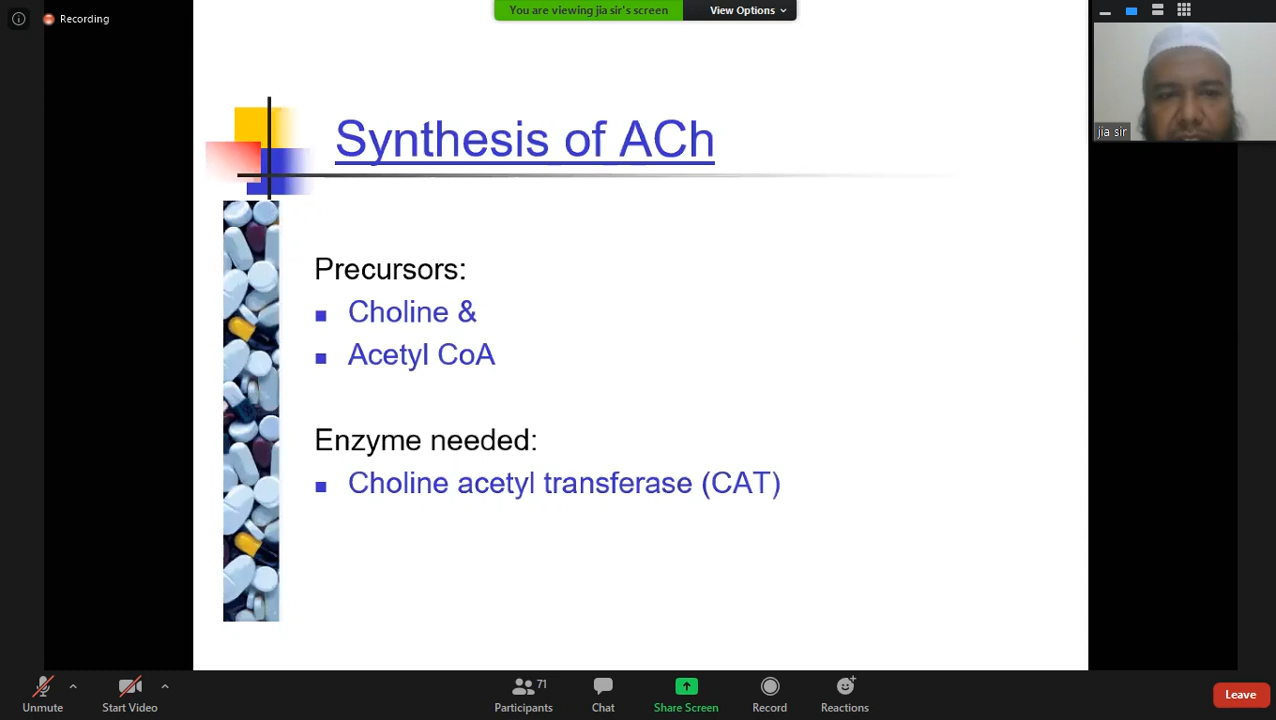 Recording
You are viewing jia sir's screen
View Options
jia sir
Synthesis of ACh
Precursors:
Choline &
Acetyl CoA
Enzyme needed:
Choline acetyl transferase (CAT)
Unmute
Start Video
71
Participants
Chat
Share Screen
Record
Reactions
Leave